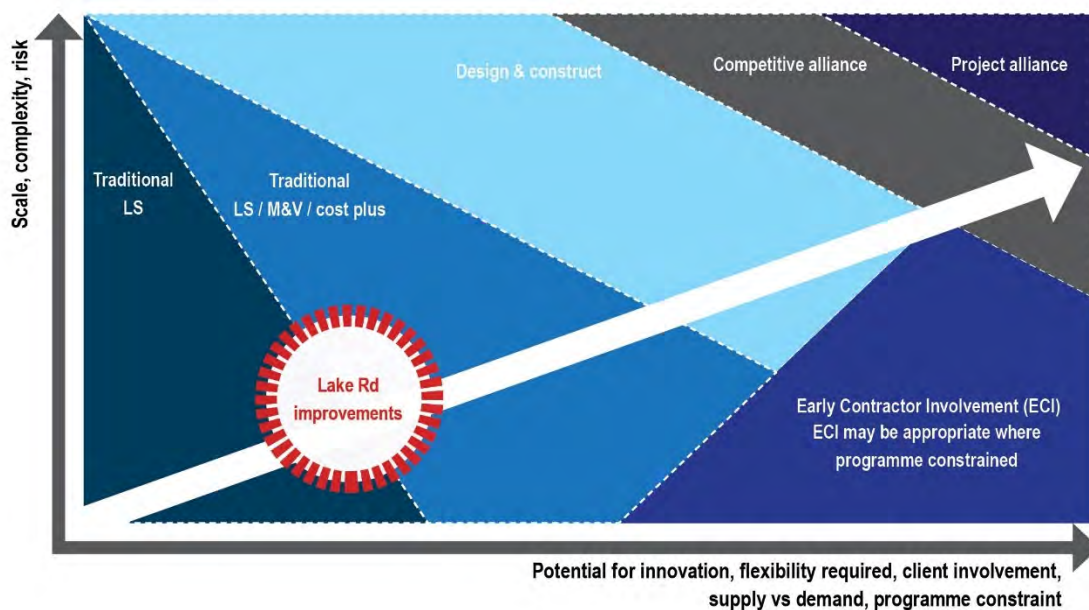 Scale, complexity, risk
Design & construct
Competitive alliance
Project alliance
Traditional
LS
Traditional
LS / M&V / cost plus
Lake Rd
improvements
Early Contractor Involvement (ECI)
ECI may be appropriate where
programme constrained
Potential for innovation, flexibility required, client involvement,
supply vs demand, programme constraint